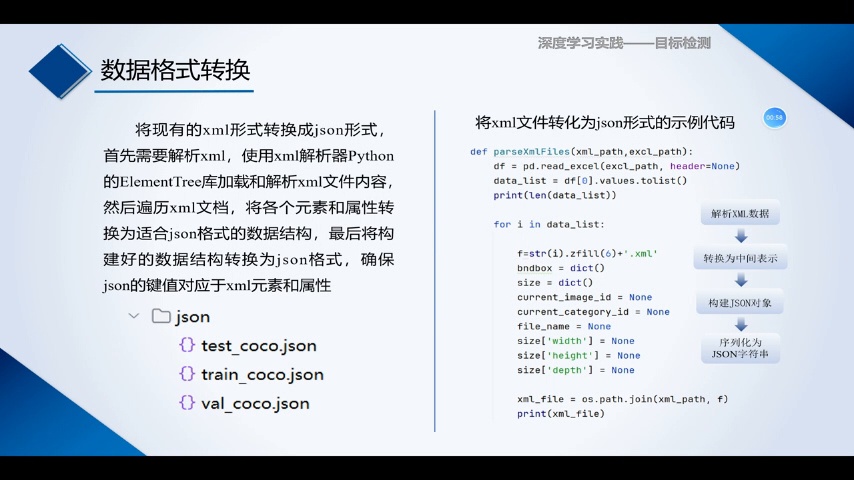 深度学习实践——目标检测
数据格式转换
将现有的xml形式转换成json形式，
首先需要解析xml，使用xml解析器Python
的ElementTree库加载和解析xml文件内容，
然后遍历xml文档，将各个元素和属性转
换为适合json格式的数据结构，最后将构
建好的数据结构转换为json格式，确保
json的键值对应于xml元素和属性
json
{} test_coco.json
{} train_coco.json
{} val_coco.json
将xml文件转化为json形式的示例代码
00:58
def parseXmlFiles(xml_path,excl_path):
df = pd.read_excel(excl_path, header=None)
data_list = df[0].values.tolist()
print(len(data_list))
for i in data_list:
f=str(i).zfill(6)+'.xml'
bndbox = dict()
size = dict()
current_image_id = None
current_category_id = None
file_name = None
size['width'] = None
size['height'] = None
size['depth'] = None
xml_file = os.path.join(xml_path, f)
print(xml_file)
解析XML数据
转换为中间表示
构建JSON对象
序列化为
JSON字符串